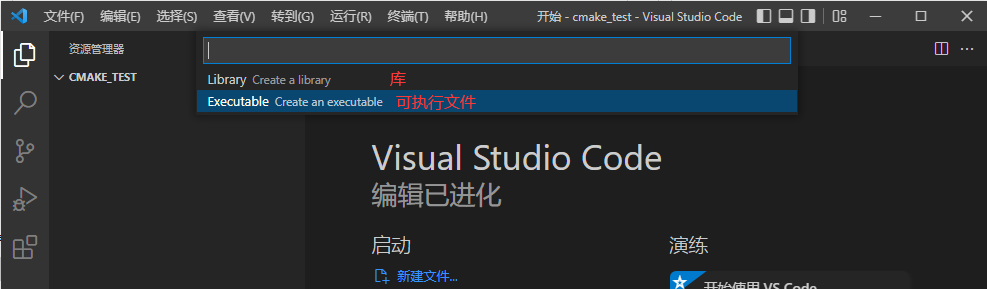 文件(F) 编辑(E) 选择(S) 查看(V) 转到(G) 运行(R) 终端(T) 帮助(H) 开始 - cmake_test - Visual Studio Code
资源管理器
CMAKE_TEST
Library Create a library 库
Executable Create an executable 可执行文件
Visual Studio Code
编辑已进化
启动 演练
新建文件... 开始使用 VS Code